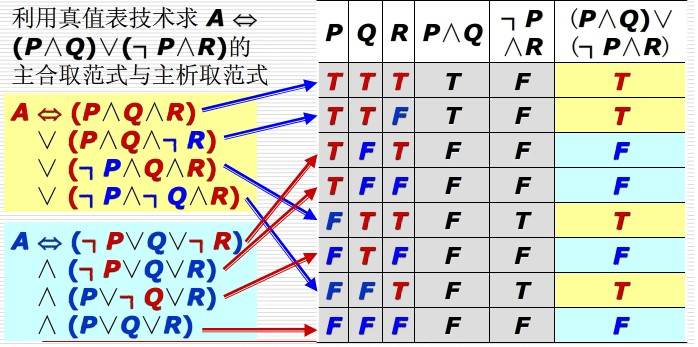 利用真值表技术求 A ⇔
(P∧Q)∨(¬P∧R)的
主合取范式与主析取范式
A ⇔ (P∧Q∧R)
∨ (P∧Q∧¬R)
∨ (¬P∧Q∧R)
∨ (¬P∧¬Q∧R)
A ⇔ (¬P∨Q∨¬R)
∧ (¬P∨Q∨R)
∧ (P∨¬Q∨R)
∧ (P∨Q∨R)
P Q R P∧Q ¬P∧R (P∧Q)∨(¬P∧R)
T T T T F T
T T F T F T
T F T F F F
T F F F F F
F T T F T T
F T F F F F
F F T F T T
F F F F F F